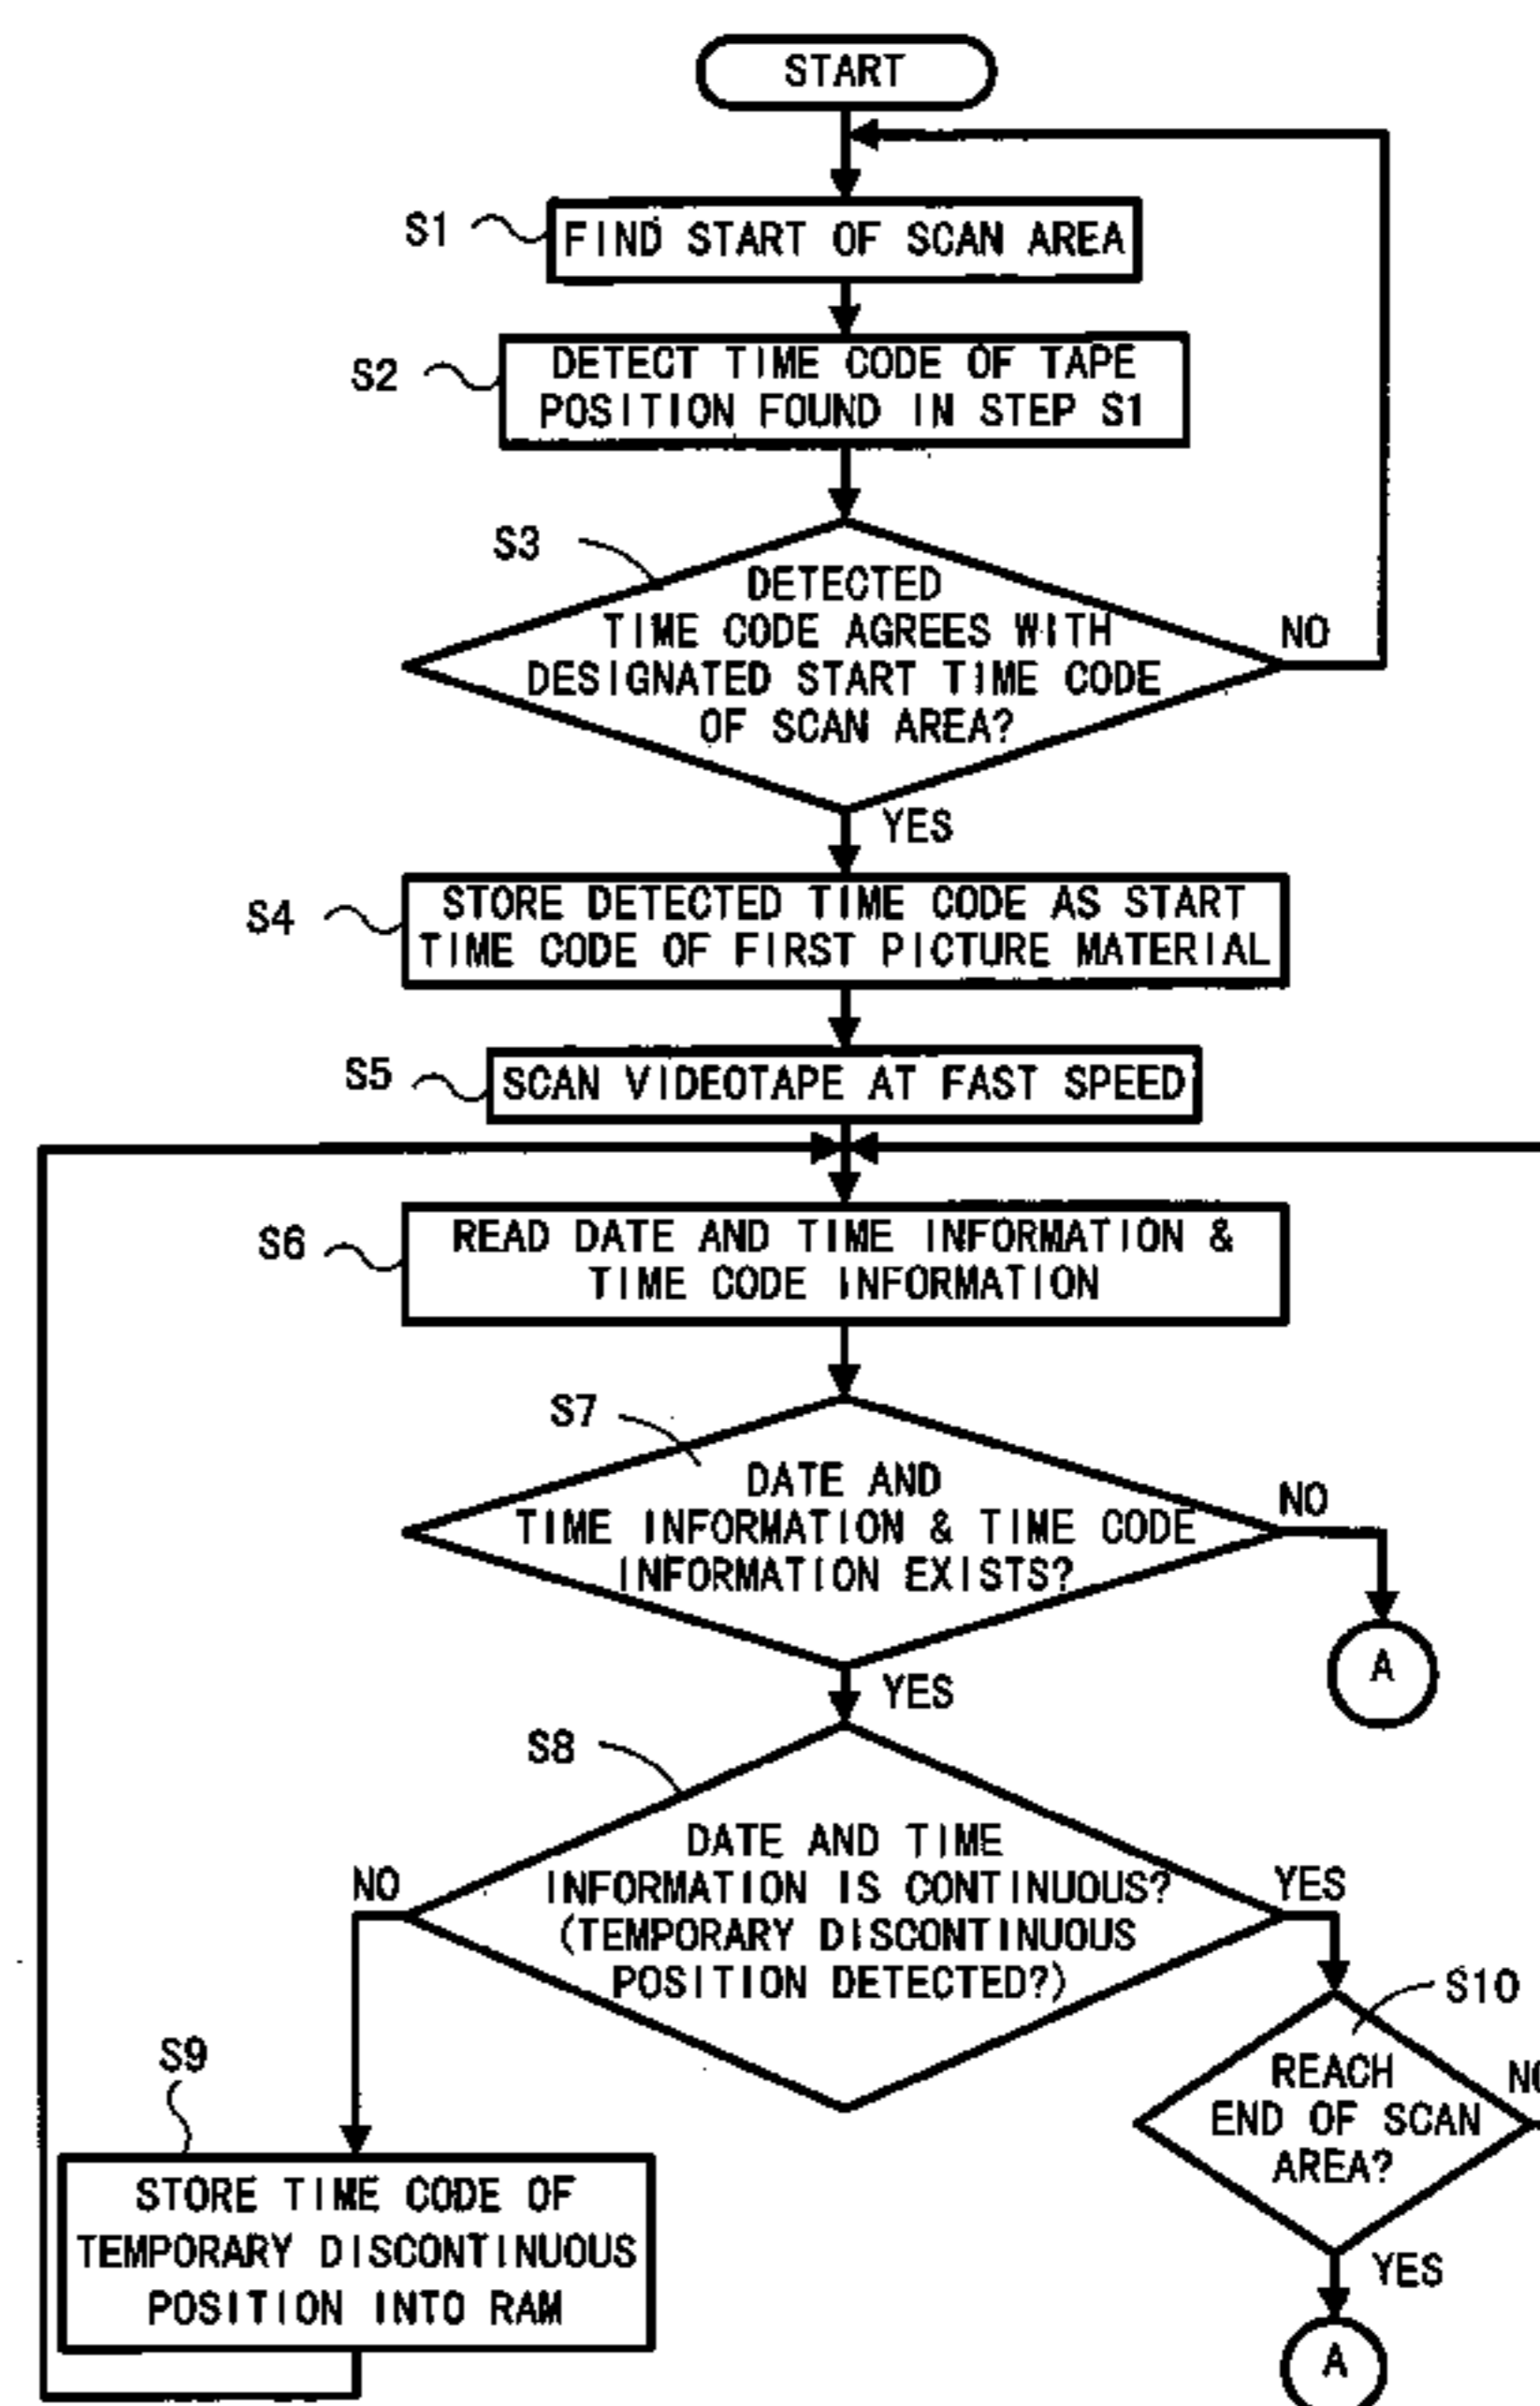 START
S1
FIND START OF SCAN AREA
S2
DETECT TIME CODE OF TAPE
POSITION FOUND IN STEP S1
S3
DETECTED
TIME CODE AGREES WITH
DESIGNATED START TIME CODE
OF SCAN AREA?
NO
YES
S4
STORE DETECTED TIME CODE AS START
TIME CODE OF FIRST PICTURE MATERIAL
S5
SCAN VIDEOTAPE AT FAST SPEED
S6
READ DATE AND TIME INFORMATION &
TIME CODE INFORMATION
S7
DATE AND
TIME INFORMATION & TIME CODE
INFORMATION EXISTS?
NO
A
YES
S8
DATE AND TIME
INFORMATION IS CONTINUOUS?
(TEMPORARY DISCONTINUOUS
POSITION DETECTED?)
NO
YES
S9
STORE TIME CODE OF
TEMPORARY DISCONTINUOUS
POSITION INTO RAM
S10
REACH
END OF SCAN
AREA?
NO
YES
A